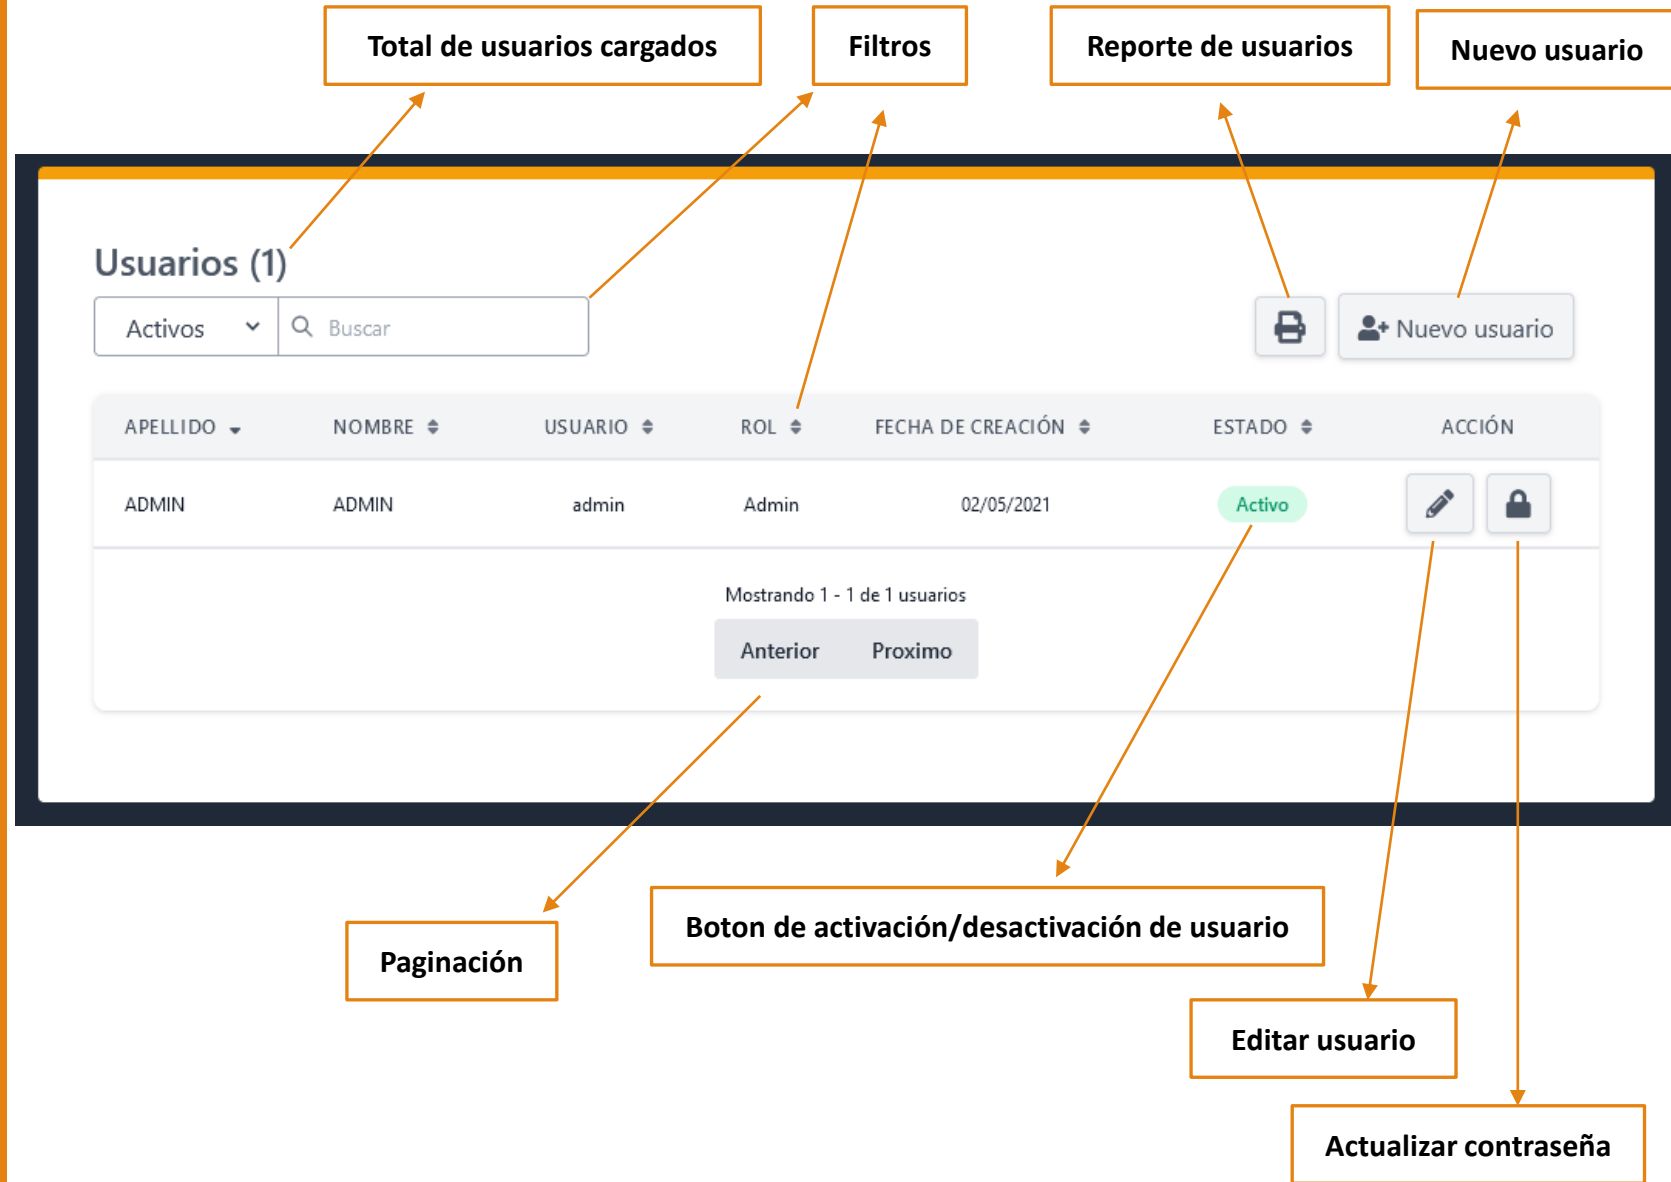 Total de usuarios cargados
Filtros
Reporte de usuarios
Nuevo usuario
Usuarios (1)
Activos
Buscar
Nuevo usuario
APELLIDO NOMBRE USUARIO ROL FECHA DE CREACIÓN ESTADO ACCIÓN
ADMIN ADMIN admin Admin 02/05/2021 Activo
Mostrando 1 - 1 de 1 usuarios
Anterior Proximo
Paginación
Boton de activación/desactivación de usuario
Editar usuario
Actualizar contraseña